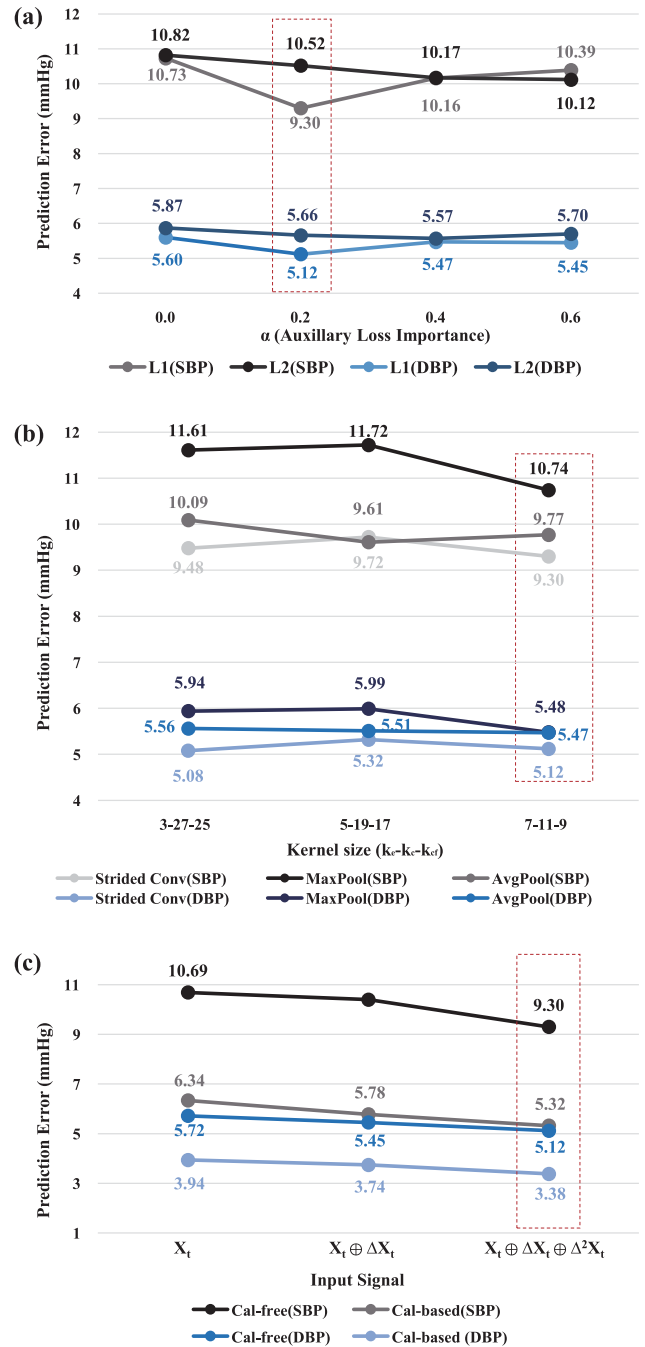 (a)
Prediction Error (mmHg)
12
11
10
9
8
7
6
5
4
10.82 10.52 10.17 10.39
10.73 9.30 10.16 10.12
5.87 5.66 5.57 5.70
5.60 5.12 5.47 5.45
0.0 0.2 0.4 0.6
α (Auxillary Loss Importance)
L1(SBP) L2(SBP) L1(DBP) L2(DBP)
(b)
Prediction Error (mmHg)
12
11
10
9
8
7
6
5
4
11.61 11.72 10.74
10.09 9.61 9.77
9.48 9.72 9.30
5.94 5.99 5.48
5.56 5.51 5.47
5.08 5.32 5.12
3-27-25 5-19-17 7-11-9
Kernel size (kₑ-k꜀-k꜀f)
Strided Conv(SBP) MaxPool(SBP) AvgPool(SBP)
Strided Conv(DBP) MaxPool(DBP) AvgPool(DBP)
(c)
Prediction Error (mmHg)
11
9
7
5
3
1
10.69 9.30
6.34 5.78 5.32
5.72 5.45 5.12
3.94 3.74 3.38
Xₜ Xₜ ⊕ ΔXₜ Xₜ ⊕ ΔXₜ ⊕ Δ²Xₜ
Input Signal
Cal-free(SBP) Cal-based(SBP)
Cal-free(DBP) Cal-based (DBP)